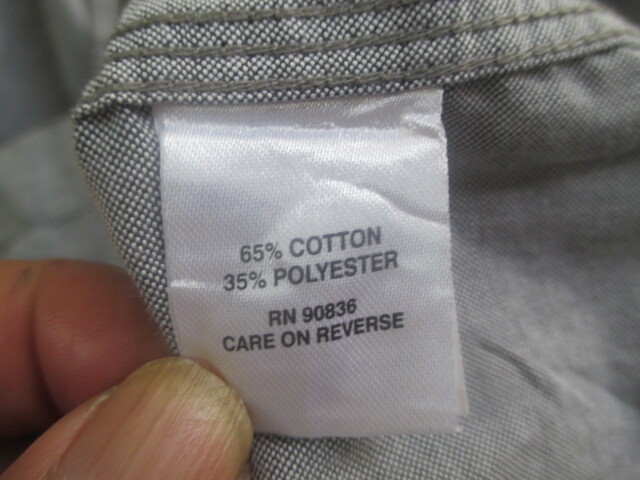 65% COTTON
35% POLYESTER
RN 90836
CARE ON REVERSE